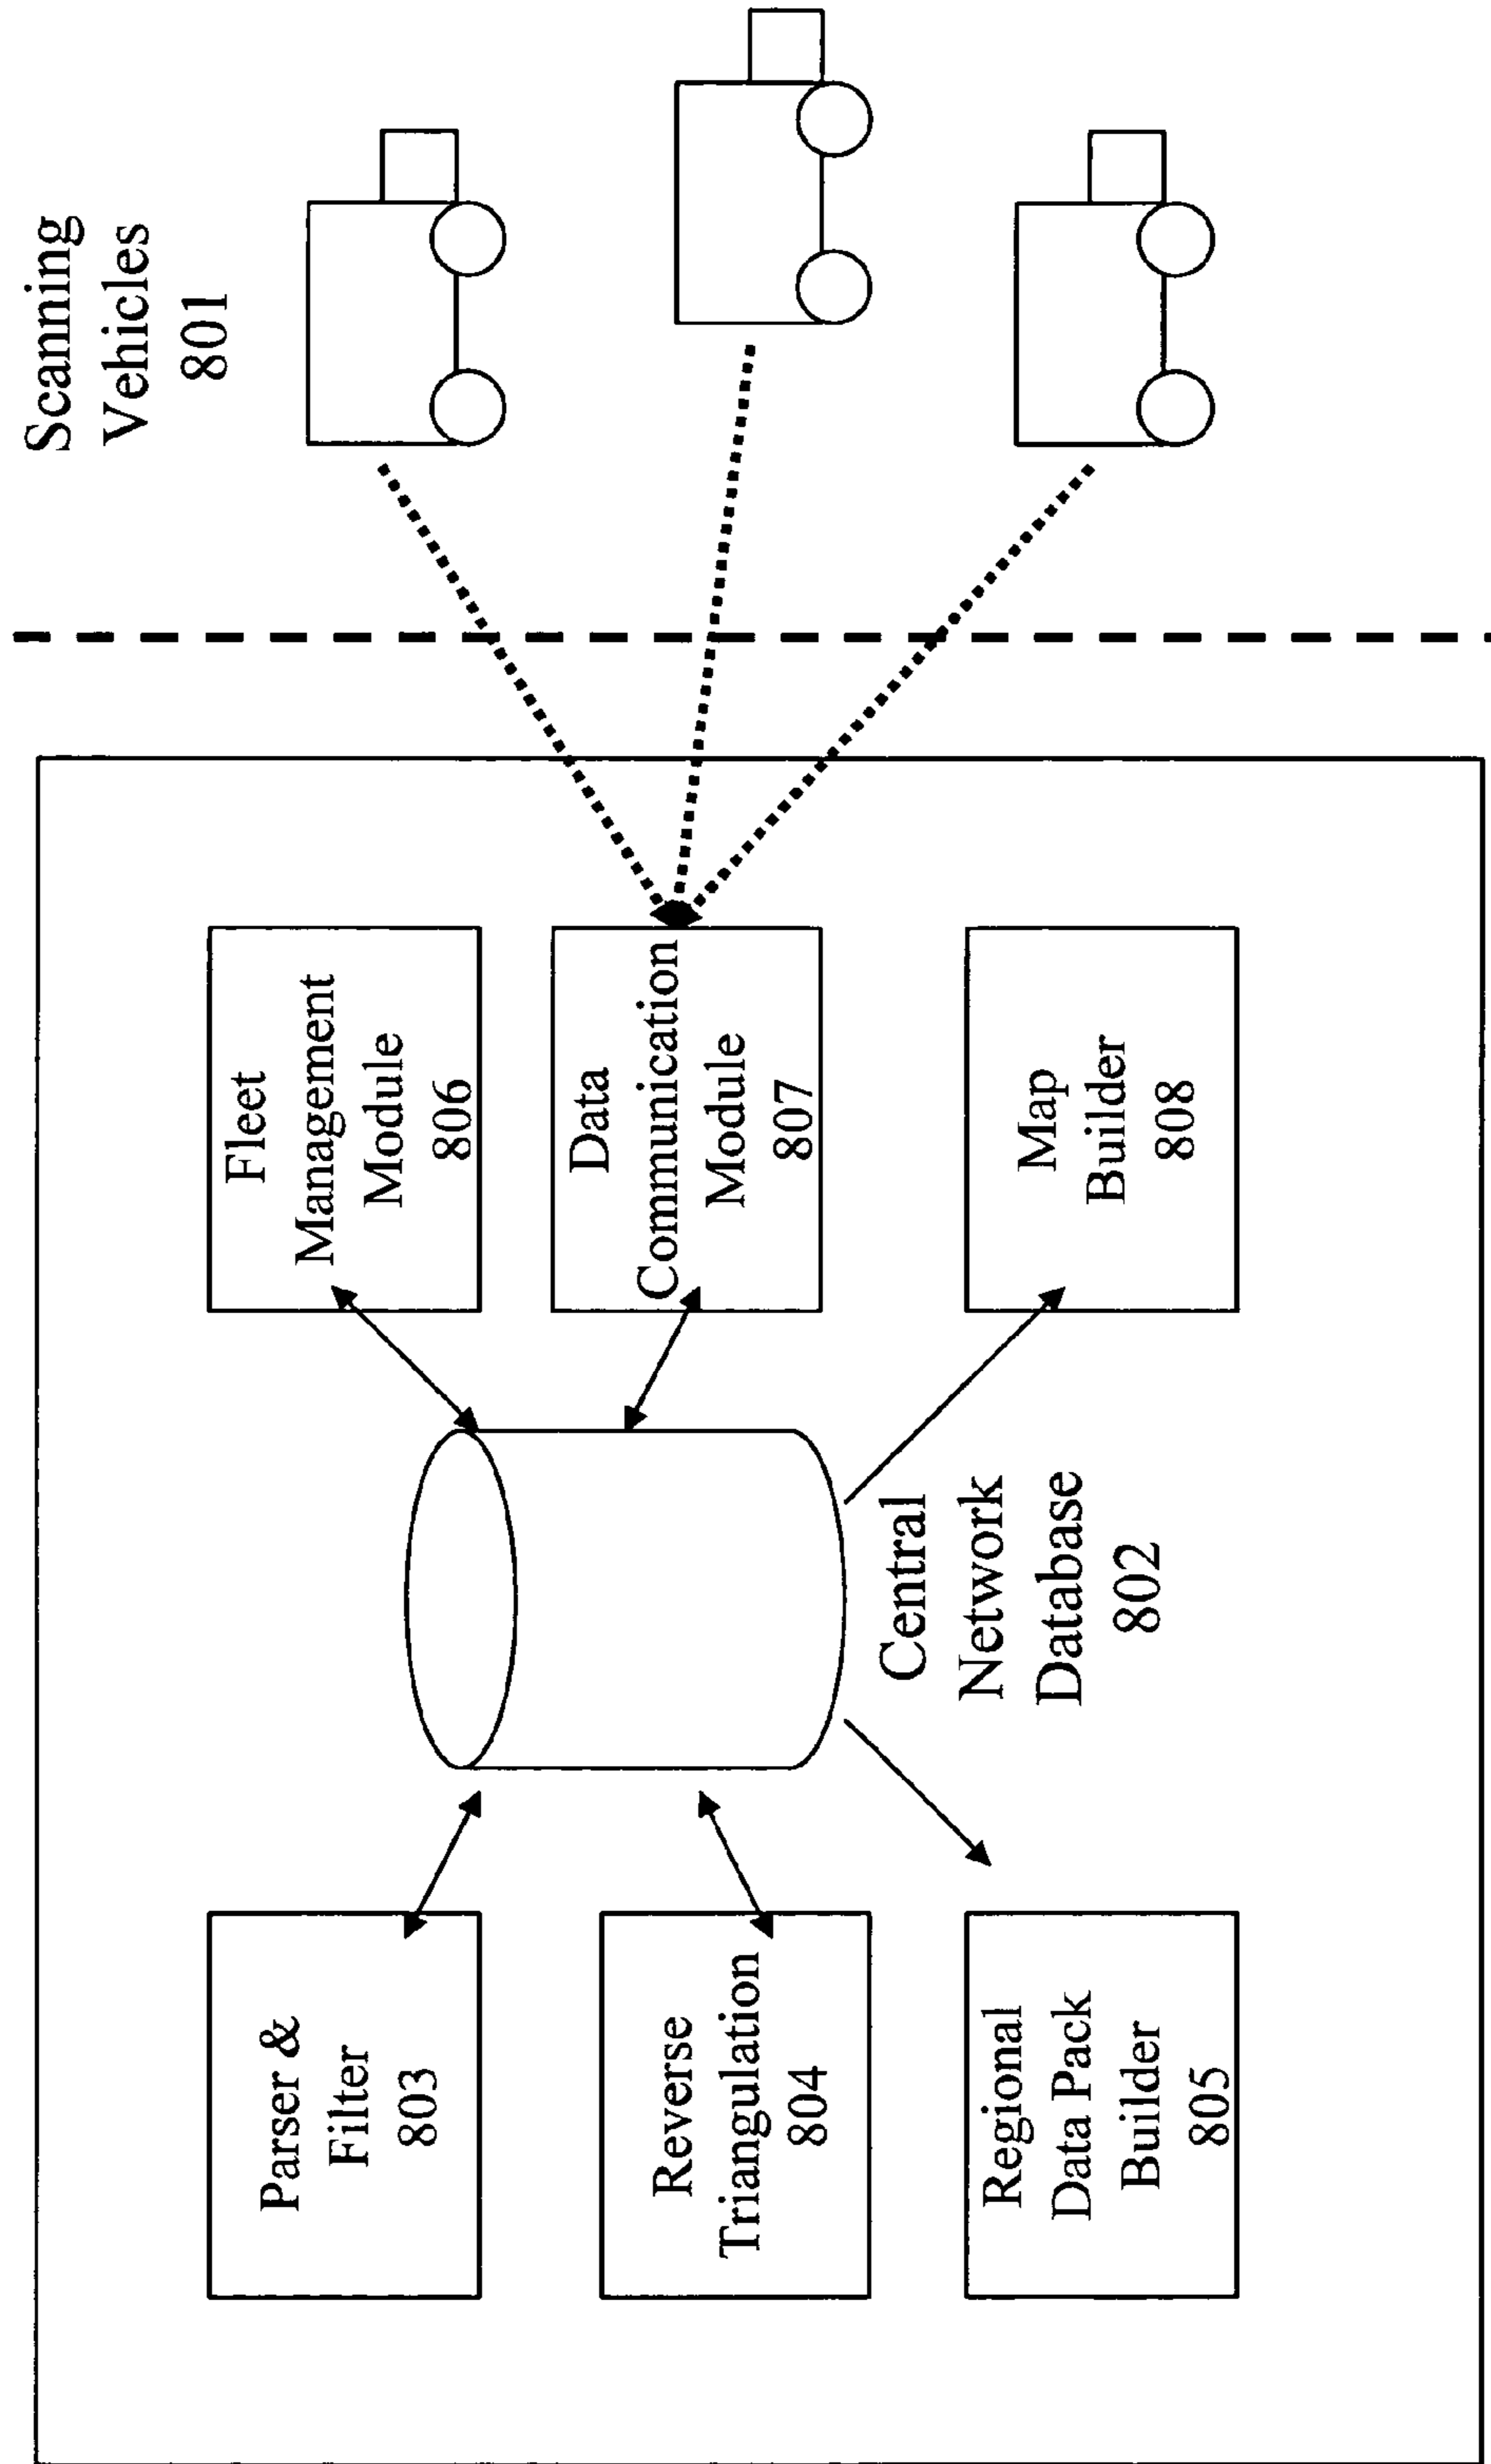 Scanning
Vehicles
801
Parser &
Filter
803
Reverse
Triangulation
804
Regional
Data Pack
Builder
805
Central
Network
Database
802
Fleet
Management
Module
806
Data
Communication
Module
807
Map
Builder
808